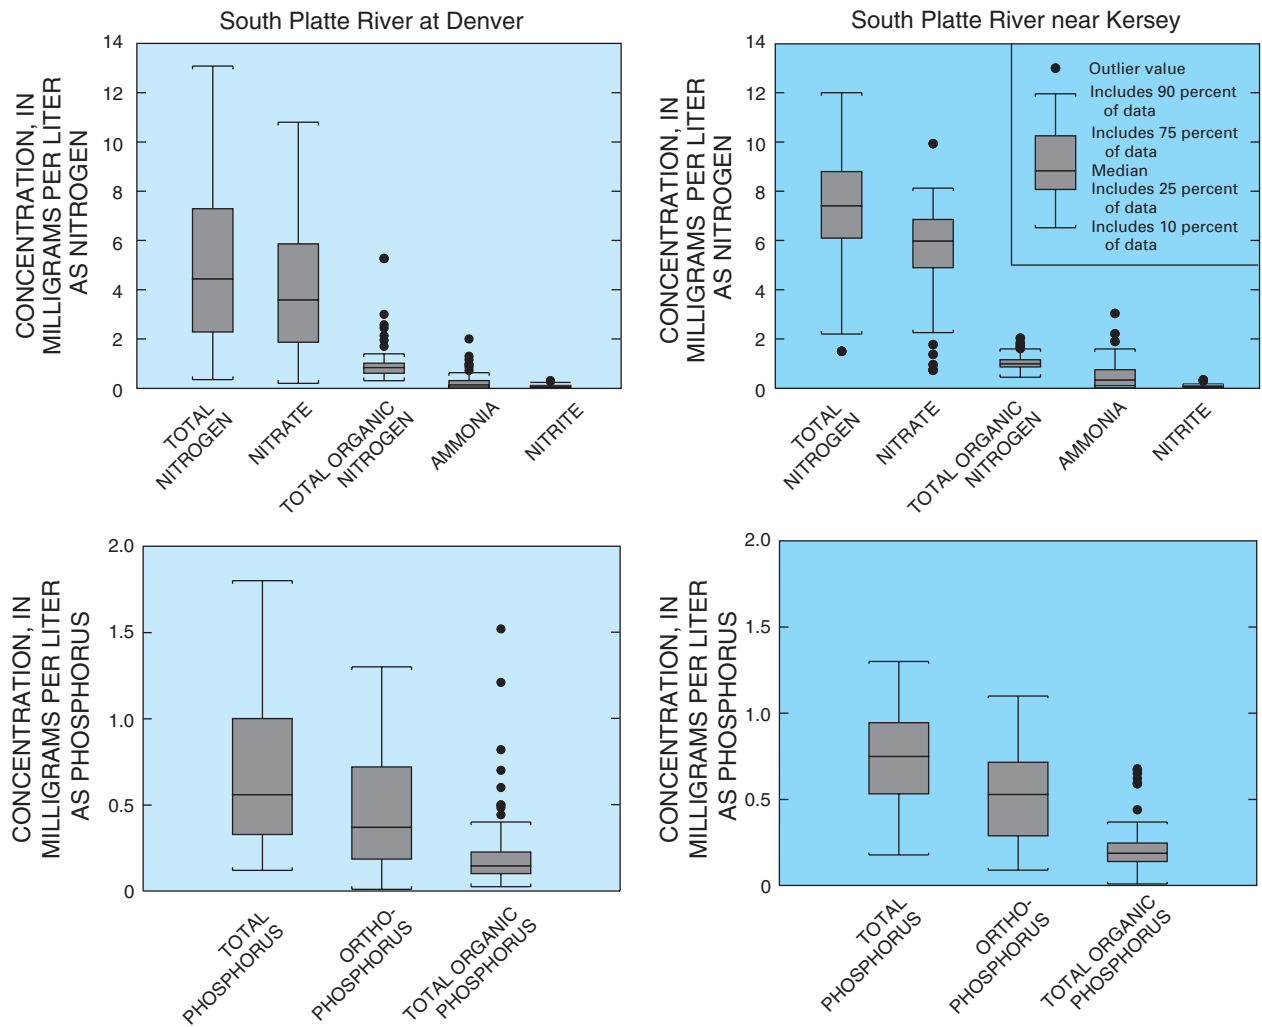 South Platte River at Denver
CONCENTRATION, IN
MILLIGRAMS PER LITER
AS NITROGEN
14
12
10
8
6
4
2
0
TOTAL
NITROGEN
NITRATE
TOTAL ORGANIC
NITROGEN
AMMONIA
NITRITE
South Platte River near Kersey
CONCENTRATION, IN
MILLIGRAMS PER LITER
AS NITROGEN
14
12
10
8
6
4
2
0
Outlier value
Includes 90 percent
of data
Includes 75 percent
of data
Median
Includes 25 percent
of data
Includes 10 percent
of data
TOTAL
NITROGEN
NITRATE
TOTAL ORGANIC
NITROGEN
AMMONIA
NITRITE
CONCENTRATION, IN
MILLIGRAMS PER LITER
AS PHOSPHORUS
2.0
1.5
1.0
0.5
0
TOTAL
PHOSPHORUS
ORTHO-
PHOSPHORUS
TOTAL ORGANIC
PHOSPHORUS
CONCENTRATION, IN
MILLIGRAMS PER LITER
AS PHOSPHORUS
2.0
1.5
1.0
0.5
0
TOTAL
PHOSPHORUS
ORTHO-
PHOSPHORUS
TOTAL ORGANIC
PHOSPHORUS